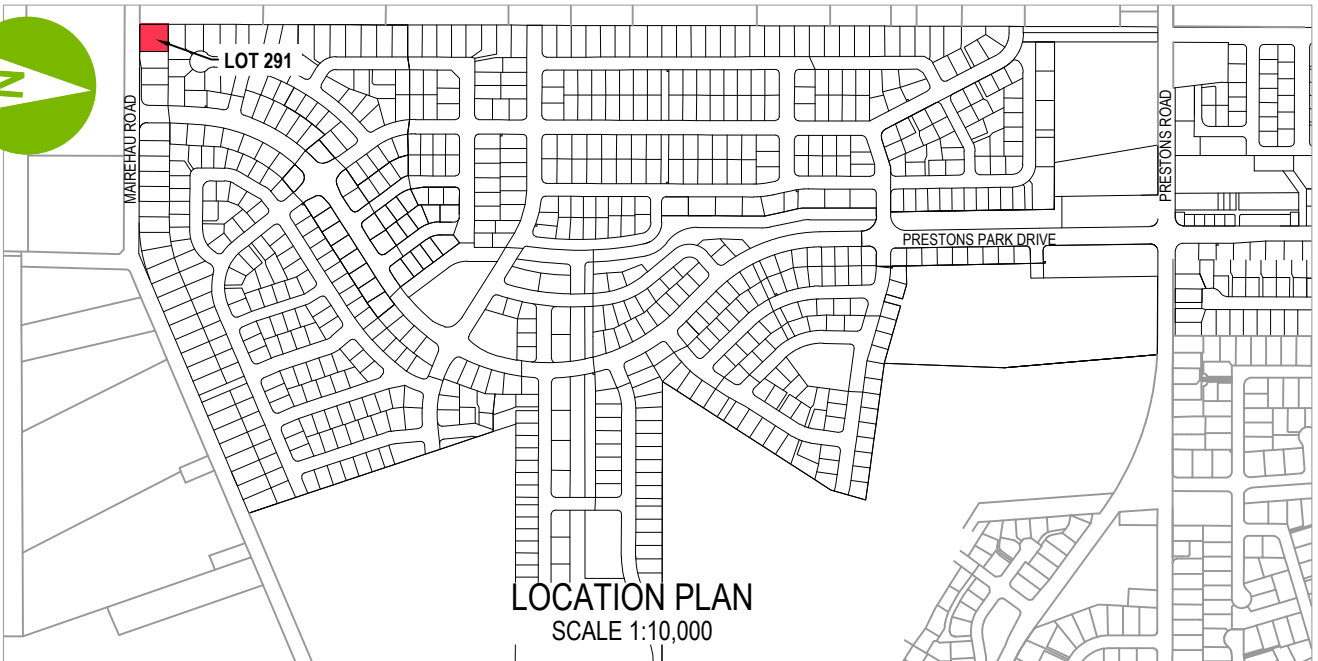 N
LOT 291
MAIREHAU ROAD
PRESTONS ROAD
PRESTONS PARK DRIVE
LOCATION PLAN
SCALE 1:10,000